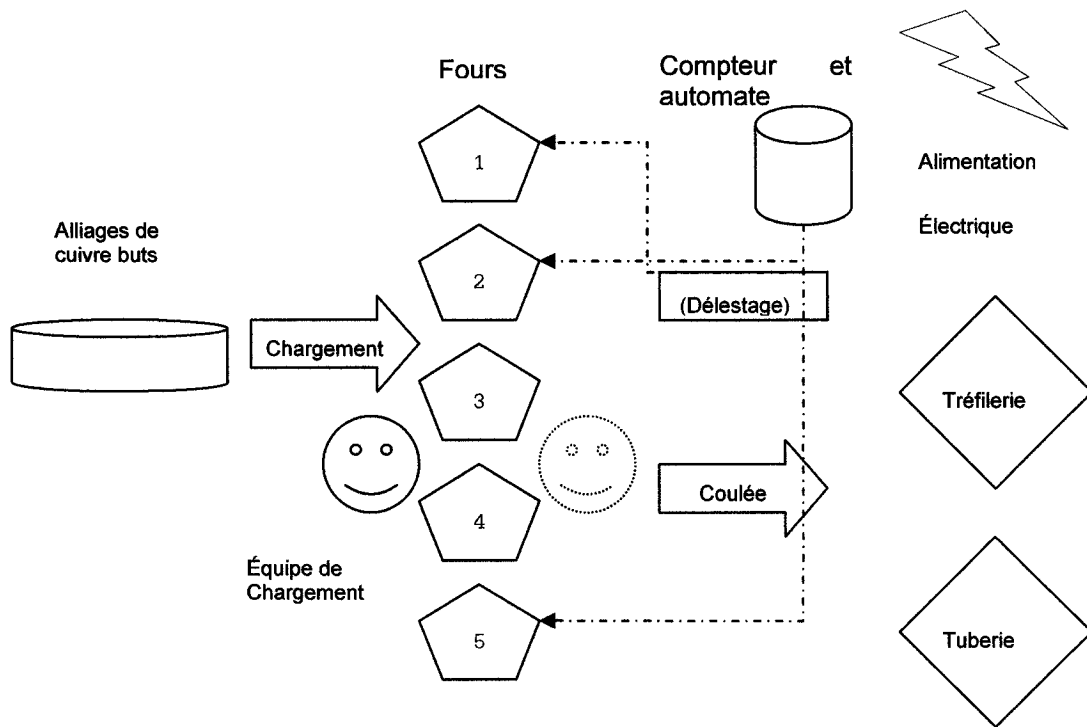 Fours
Compteur et
automate
1
Alimentation
Électrique
Alliages de
cuivre buts
2
(Délestage)
Chargement
3
Tréfilerie
4
Coulée
Équipe de
Chargement
5
Tuberie